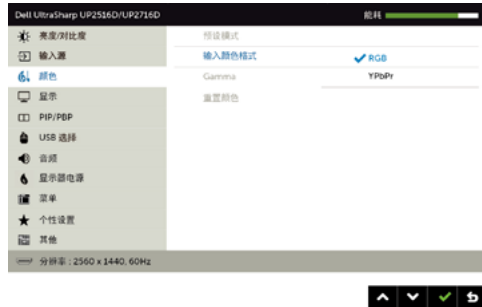 Dell UltraSharp UP2516D/UP2716D 能耗
亮度/对比度 预设模式
输入源 输入颜色格式 RGB
颜色 Gamma YPbPr
显示 重置颜色
PIP/PBP
USB 选择
音频
显示器电源
菜单
个性设置
其他
分辨率 : 2560 x 1440, 60Hz